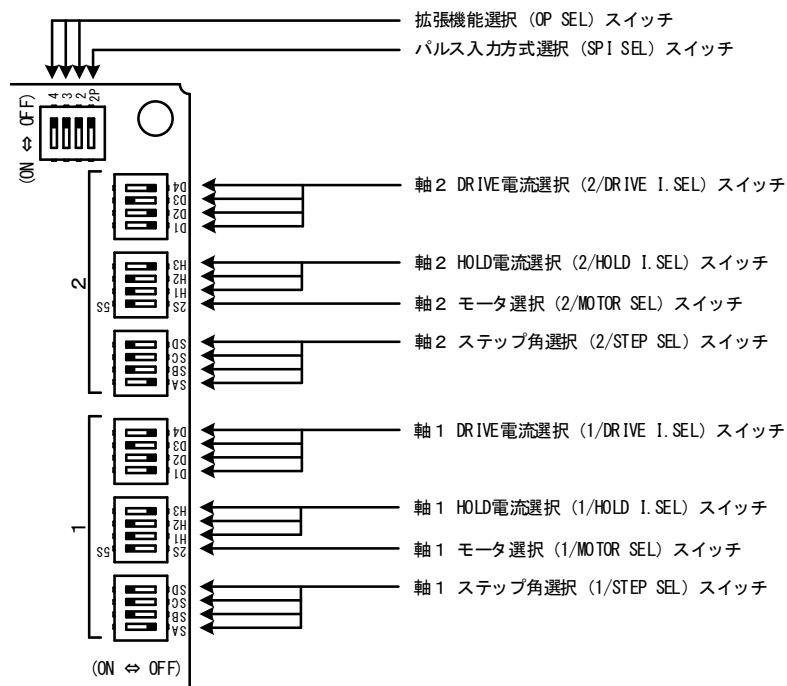 拡張機能選択（OP SEL）スイッチ
パルス入力方式選択（SPI SEL）スイッチ
(ON ⇔ OFF)
4
3
2
2P
2
D4
D3
D2
D1
軸2 DRIVE電流選択（2/DRIVE I.SEL）スイッチ
H3
H2
H1
2S
5S
軸2 HOLD電流選択（2/HOLD I.SEL）スイッチ
軸2 モータ選択（2/MOTOR SEL）スイッチ
SD
SC
SB
SA
軸2 ステップ角選択（2/STEP SEL）スイッチ
1
D4
D3
D2
D1
軸1 DRIVE電流選択（1/DRIVE I.SEL）スイッチ
H3
H2
H1
2S
5S
軸1 HOLD電流選択（1/HOLD I.SEL）スイッチ
軸1 モータ選択（1/MOTOR SEL）スイッチ
SD
SC
SB
SA
軸1 ステップ角選択（1/STEP SEL）スイッチ
(ON ⇔ OFF)